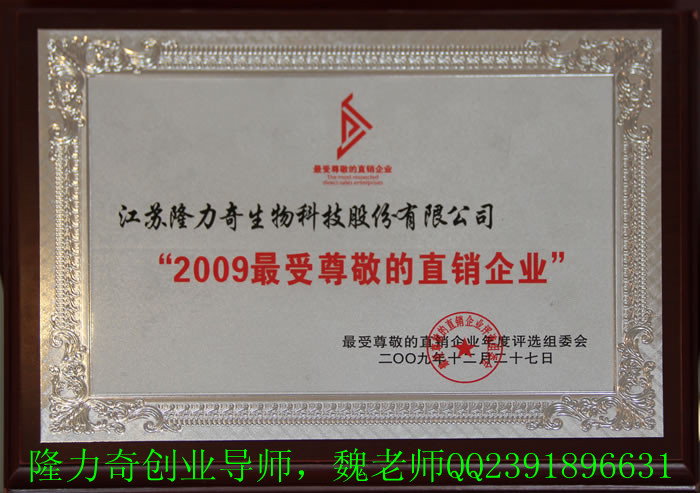 最受尊敬的直销企业
The most respected
direct sales enterprises
江苏隆力奇生物科技股份有限公司
“2009最受尊敬的直销企业”
最受尊敬的直销企业年度评选组委会
二〇〇九年十二月二十七日
隆力奇创业导师，魏老师QQ2391896631